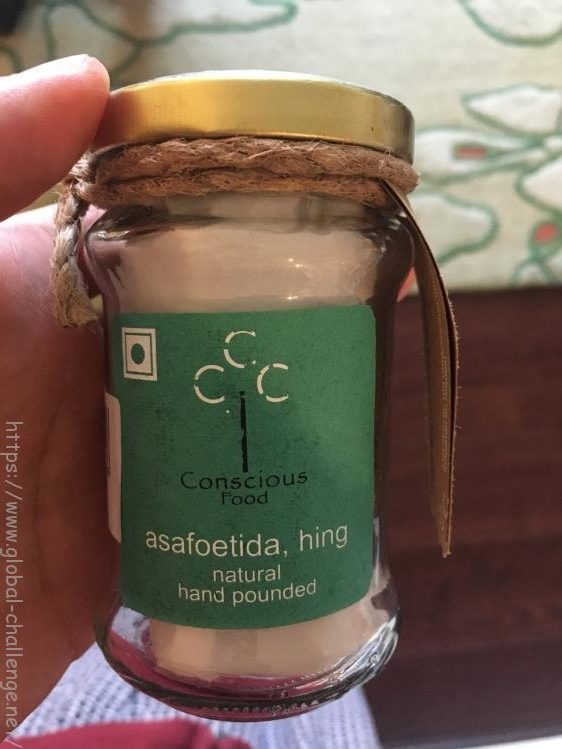 C
C C
Conscious
Food
asafoetida, hing
natural
hand pounded
https://www.global-challenge.net/